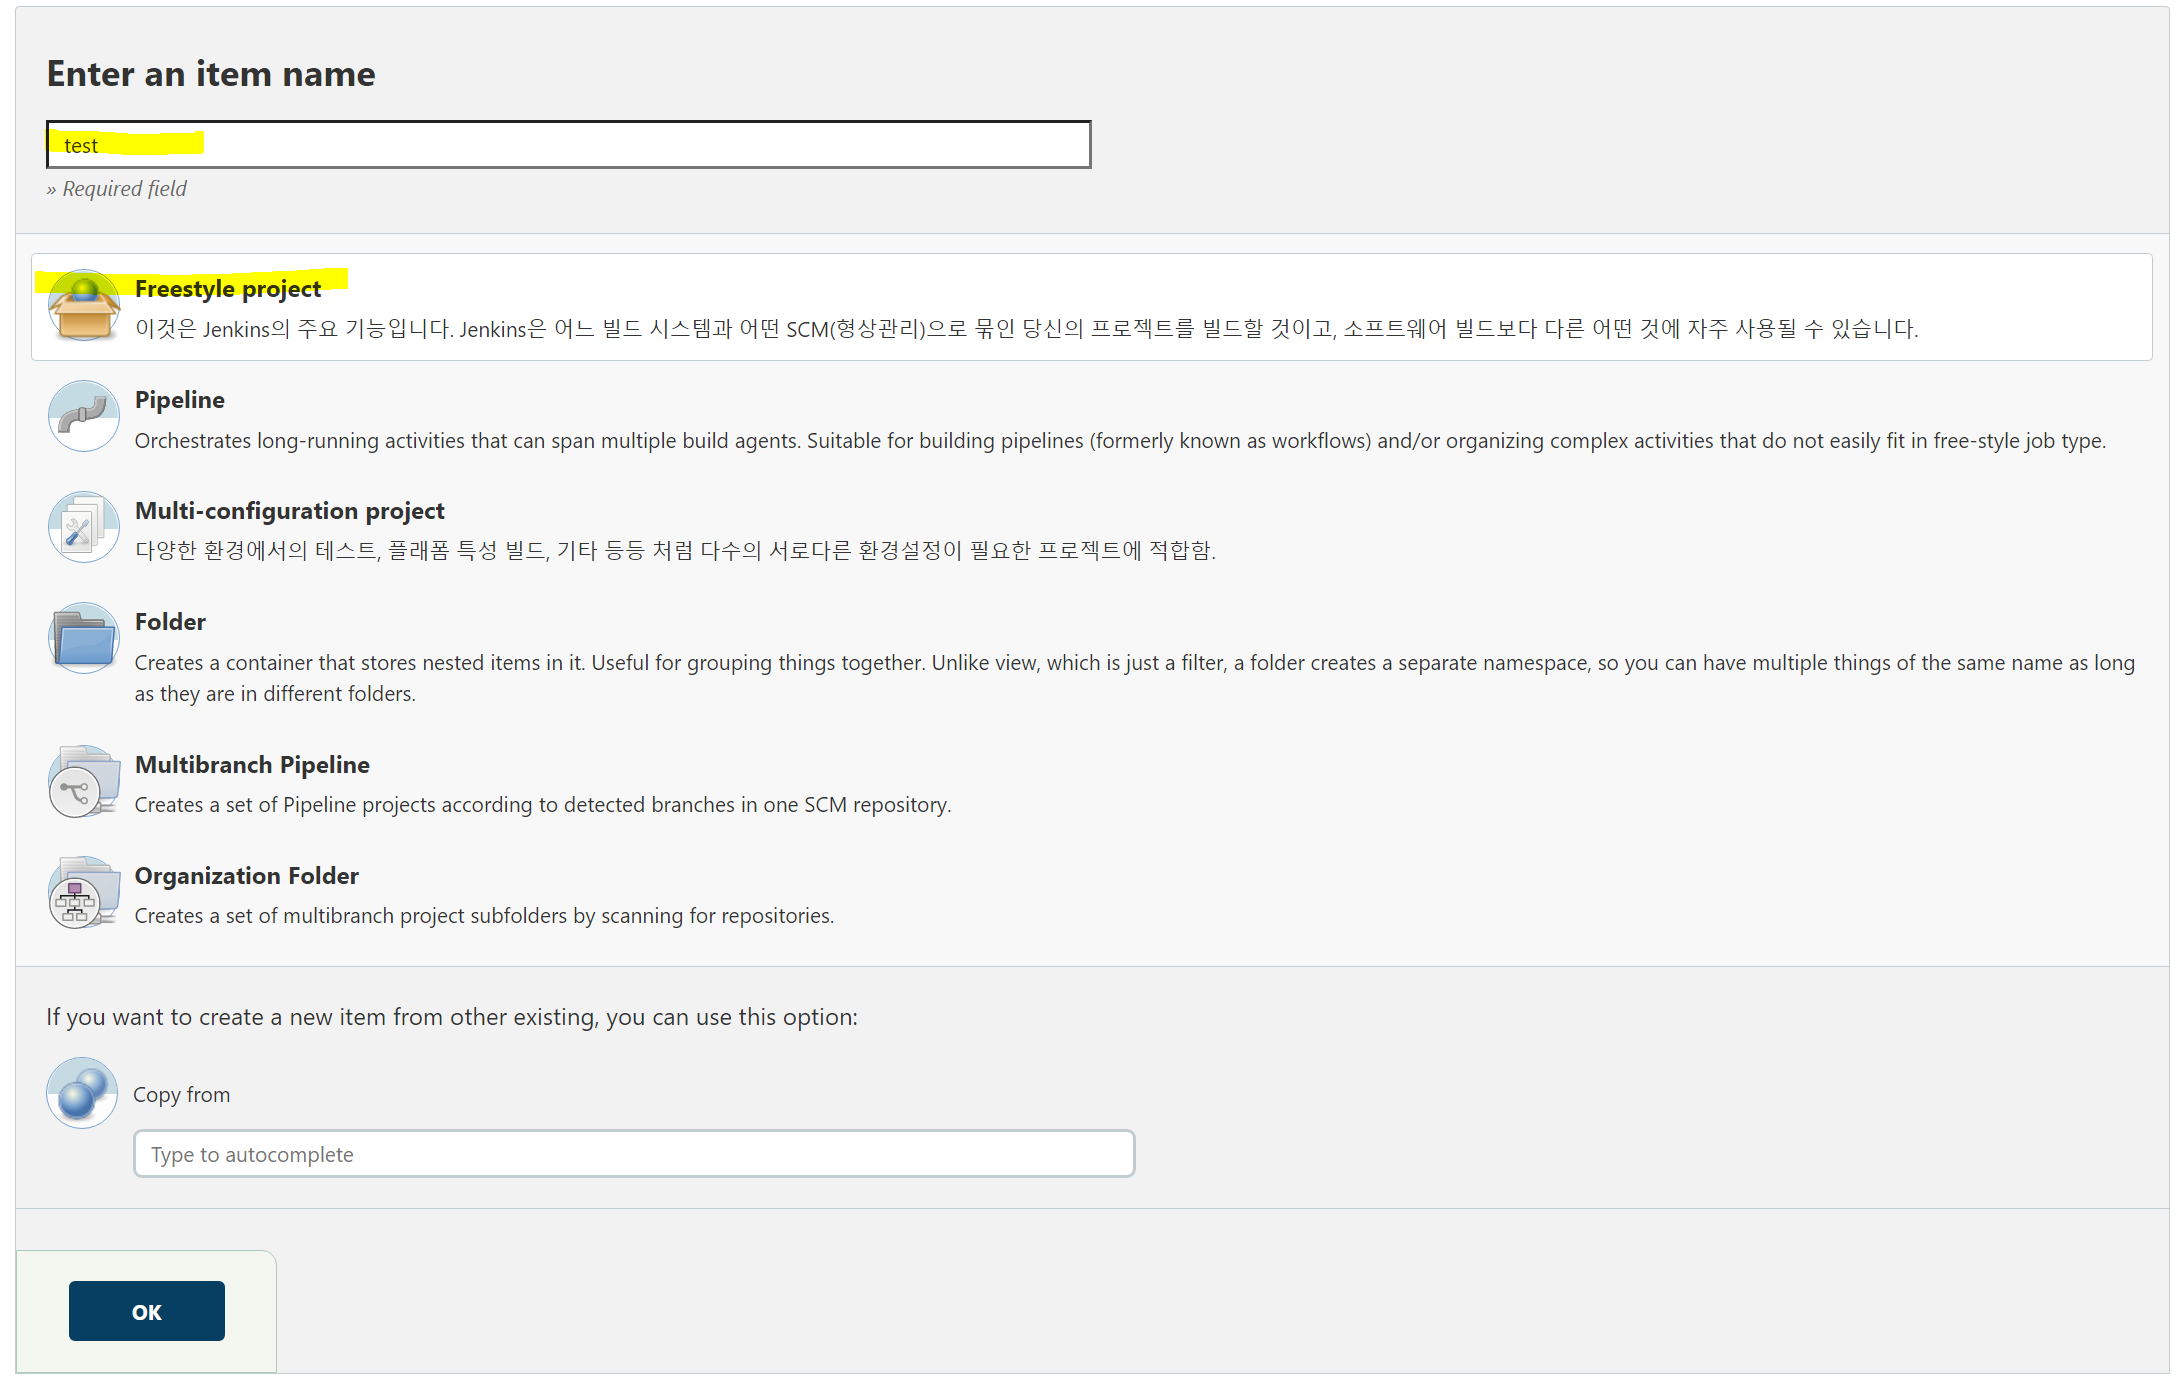 Enter an item name
test
» Required field
Freestyle project
이것은 Jenkins의 주요 기능입니다. Jenkins은 어느 빌드 시스템과 어떤 SCM(형상관리)으로 묶인 당신의 프로젝트를 빌드할 것이고, 소프트웨어 빌드보다 다른 어떤 것에 자주 사용될 수 있습니다.
Pipeline
Orchestrates long-running activities that can span multiple build agents. Suitable for building pipelines (formerly known as workflows) and/or organizing complex activities that do not easily fit in free-style job type.
Multi-configuration project
다양한 환경에서의 테스트, 플래폼 특성 빌드, 기타 등등 처럼 다수의 서로다른 환경설정이 필요한 프로젝트에 적합함.
Folder
Creates a container that stores nested items in it. Useful for grouping things together. Unlike view, which is just a filter, a folder creates a separate namespace, so you can have multiple things of the same name as long
as they are in different folders.
Multibranch Pipeline
Creates a set of Pipeline projects according to detected branches in one SCM repository.
Organization Folder
Creates a set of multibranch project subfolders by scanning for repositories.
If you want to create a new item from other existing, you can use this option:
Copy from
Type to autocomplete
OK